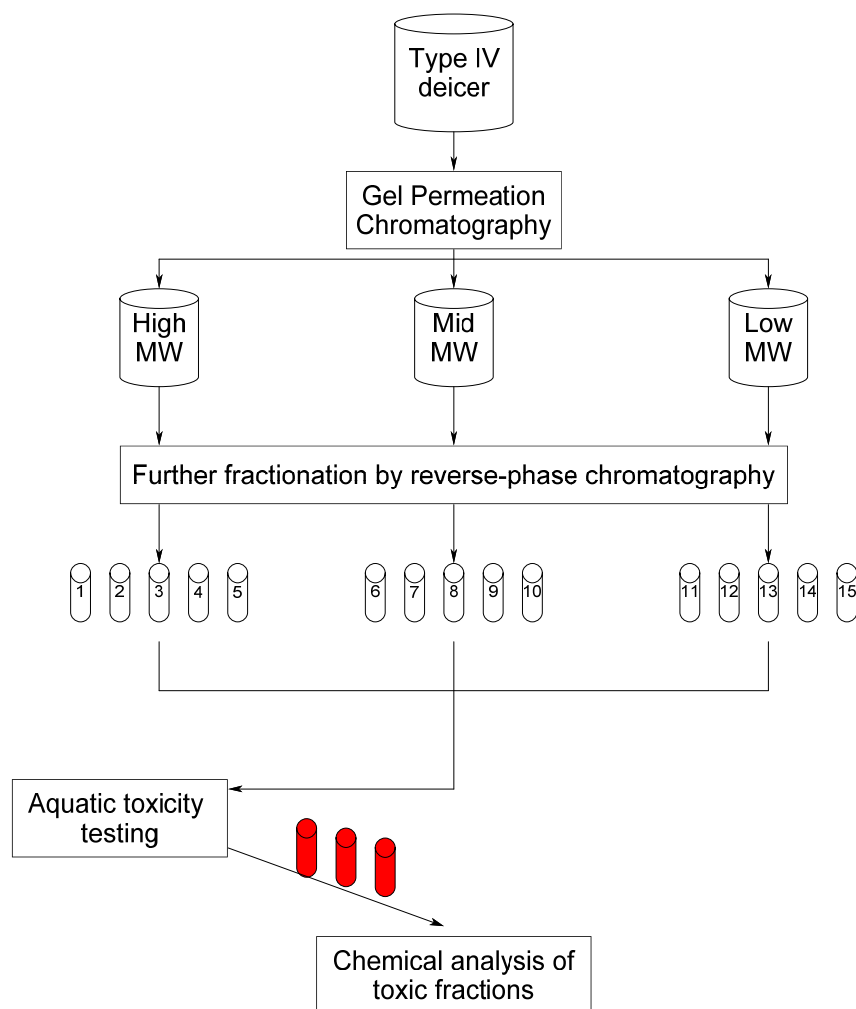 Type IV
deicer
Gel Permeation
Chromatography
High
MW
Mid
MW
Low
MW
Further fractionation by reverse-phase chromatography
1 2 3 4 5 6 7 8 9 10 11 12 13 14 15
Aquatic toxicity
testing
Chemical analysis of
toxic fractions